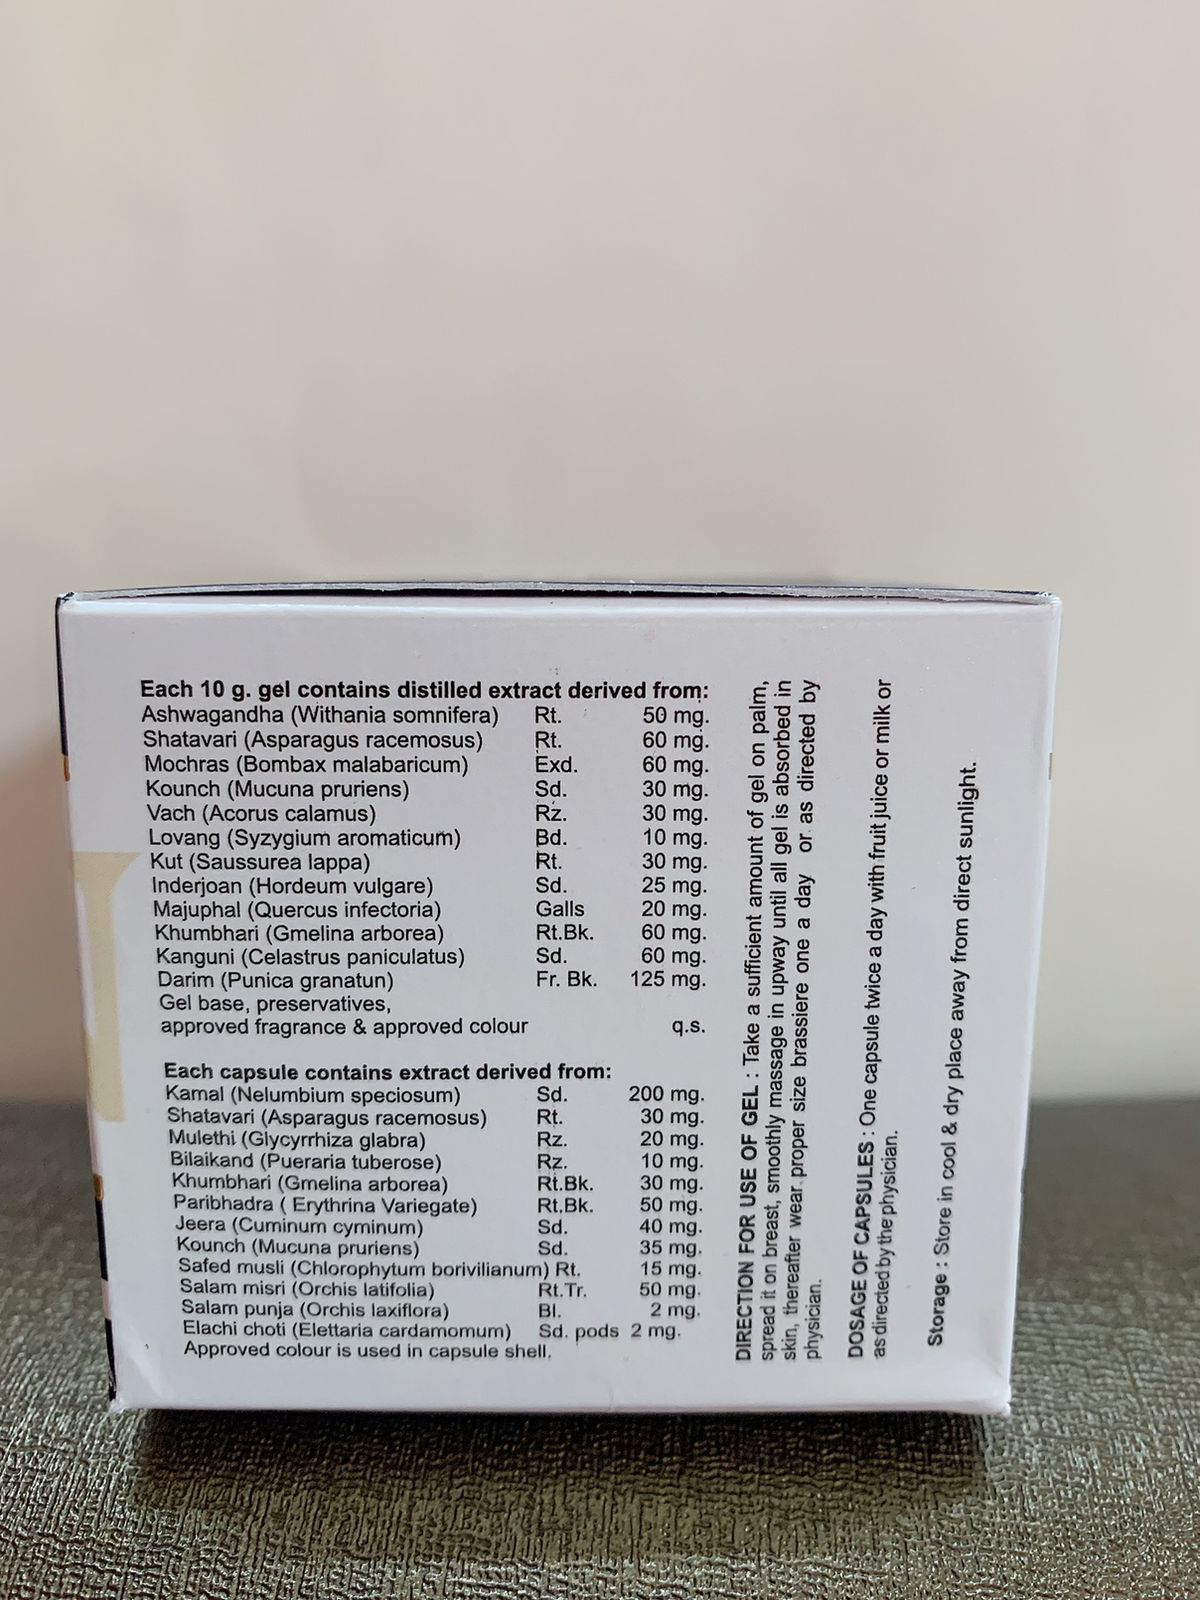 Each 10 g. gel contains distilled extract derived from:
Ashwagandha (Withania somnifera) Rt. 50 mg.
Shatavari (Asparagus racemosus) Rt. 60 mg.
Mochras (Bombax malabaricum) Exd. 60 mg.
Kounch (Mucuna pruriens) Sd. 30 mg.
Vach (Acorus calamus) Rz. 30 mg.
Lovang (Syzygium aromaticum) Bd. 10 mg.
Kut (Saussurea lappa) Rt. 30 mg.
Inderjoan (Hordeum vulgare) Sd. 25 mg.
Majuphal (Quercus infectoria) Galls 20 mg.
Khumbhari (Gmelina arborea) Rt.Bk. 60 mg.
Kanguni (Celastrus paniculatus) Sd. 60 mg.
Darim (Punica granatun) Fr. Bk. 125 mg.
Gel base, preservatives,
approved fragrance & approved colour q.s.
Each capsule contains extract derived from:
Kamal (Nelumbium speciosum) Sd. 200 mg.
Shatavari (Asparagus racemosus) Rt. 30 mg.
Mulethi (Glycyrrhiza glabra) Rz. 20 mg.
Bilaikand (Pueraria tuberose) Rz. 10 mg.
Khumbhari (Gmelina arborea) Rt.Bk. 30 mg.
Paribhadra ( Erythrina Variegate) Rt.Bk. 50 mg.
Jeera (Cuminum cyminum) Sd. 40 mg.
Kounch (Mucuna pruriens) Sd. 35 mg.
Safed musli (Chlorophytum borivilianum) Rt. 15 mg.
Salam misri (Orchis latifolia) Rt.Tr. 50 mg.
Salam punja (Orchis laxiflora) Bl. 2 mg.
Elachi choti (Elettaria cardamomum) Sd. pods 2 mg.
Approved colour is used in capsule shell.
DIRECTION FOR USE OF GEL : Take a sufficient amount of gel on palm,
spread it on breast, smoothly massage in upway until all gel is absorbed in
skin, thereafter wear proper size brassiere one a day or as directed by
physician.
DOSAGE OF CAPSULES : One capsule twice a day with fruit juice or milk or
as directed by the physician.
Storage : Store in cool & dry place away from direct sunlight.